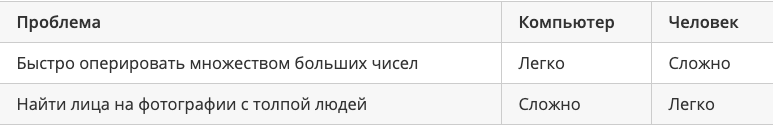 Проблема Компьютер Человек
Быстро оперировать множеством больших чисел Легко Сложно
Найти лица на фотографии с толпой людей Сложно Легко